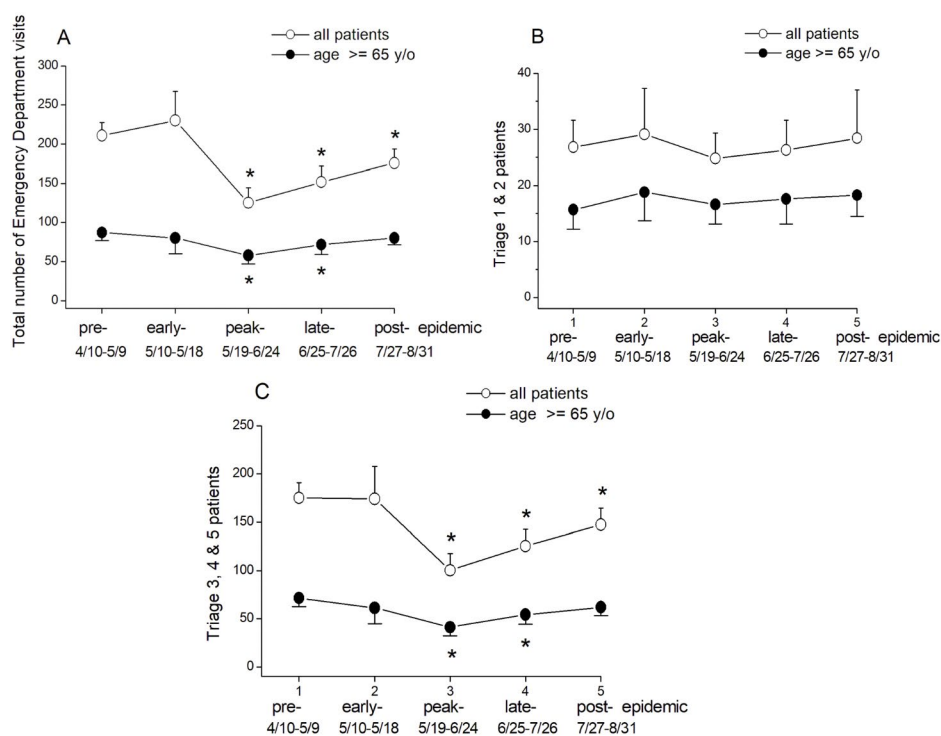 A
all patients
age >= 65 y/o
Total number of Emergency Department visits
300
250
200
150
100
50
0
* * *
* *
pre- early- peak- late- post- epidemic
4/10-5/9 5/10-5/18 5/19-6/24 6/25-7/26 7/27-8/31
B
all patients
age >= 65 y/o
Triage 1 & 2 patients
40
30
20
10
0
1 2 3 4 5
pre- early- peak- late- post- epidemic
4/10-5/9 5/10-5/18 5/19-6/24 6/25-7/26 7/27-8/31
C
all patients
age >= 65 y/o
Triage 3, 4 & 5 patients
250
200
150
100
50
0
* * *
* *
1 2 3 4 5
pre- early- peak- late- post- epidemic
4/10-5/9 5/10-5/18 5/19-6/24 6/25-7/26 7/27-8/31